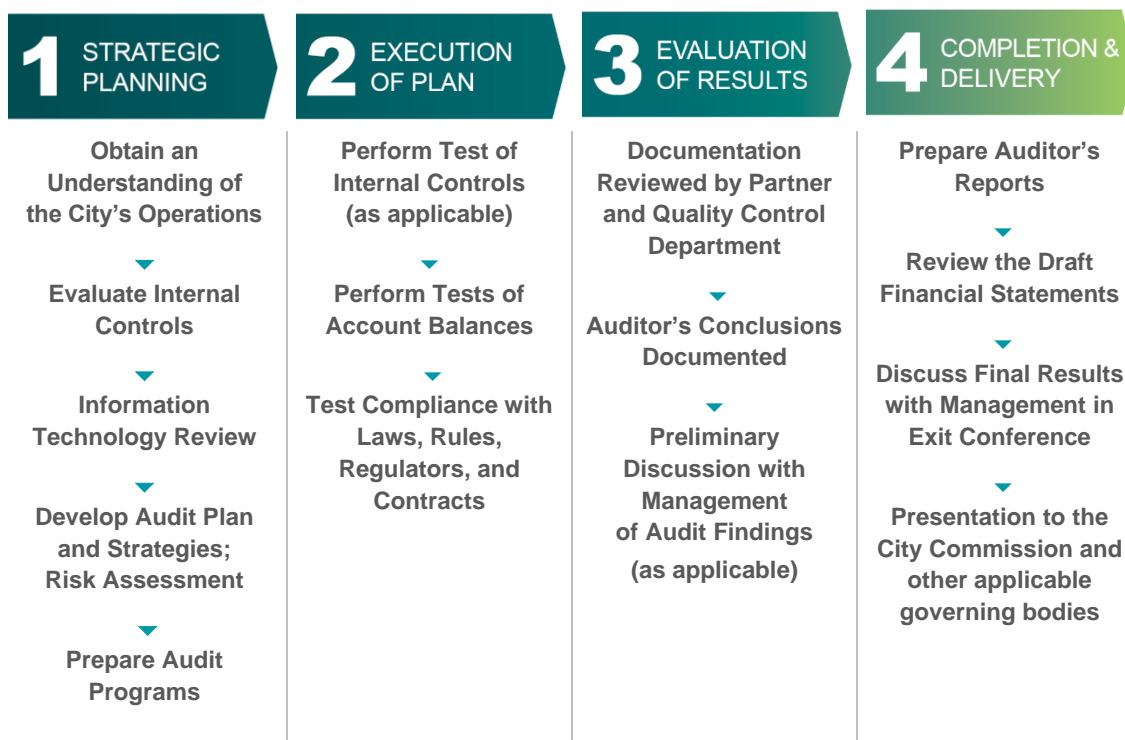 1 STRATEGIC
PLANNING
Obtain an
Understanding of
the City's Operations
Evaluate Internal
Controls
Information
Technology Review
Develop Audit Plan
and Strategies;
Risk Assessment
Prepare Audit
Programs
2 EXECUTION
OF PLAN
Perform Test of
Internal Controls
(as applicable)
Perform Tests of
Account Balances
Test Compliance with
Laws, Rules,
Regulators, and
Contracts
3 EVALUATION
OF RESULTS
Documentation
Reviewed by Partner
and Quality Control
Department
Auditor's Conclusions
Documented
Preliminary
Discussion with
Management
of Audit Findings
(as applicable)
4 COMPLETION &
DELIVERY
Prepare Auditor's
Reports
Review the Draft
Financial Statements
Discuss Final Results
with Management in
Exit Conference
Presentation to the
City Commission and
other applicable
governing bodies